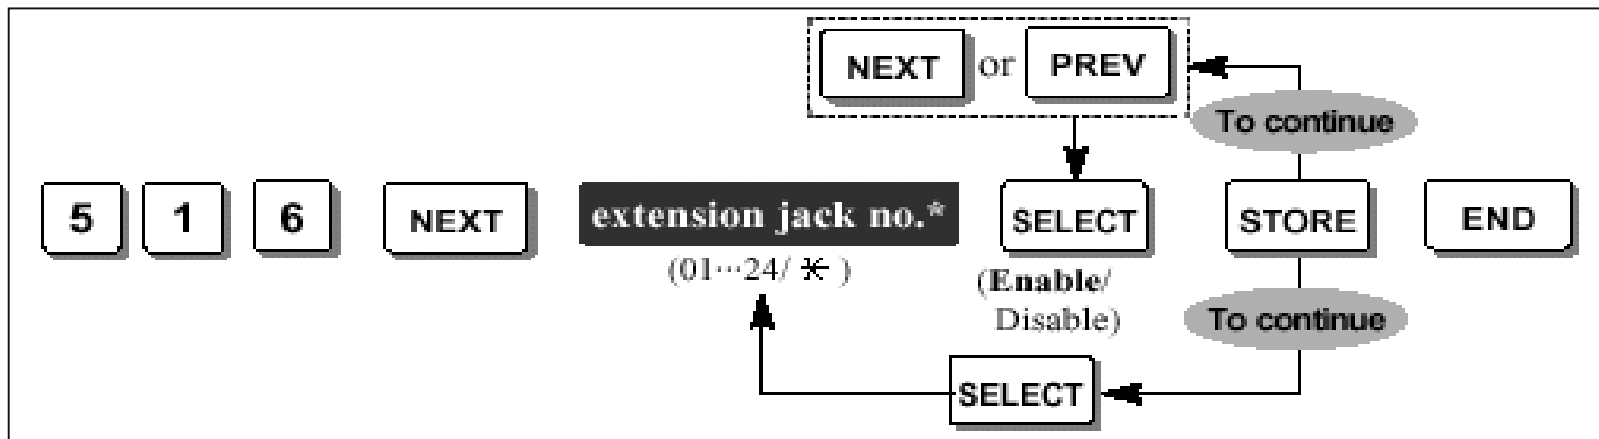 NEXT or PREV
To continue
5 1 6 NEXT extension jack no.* SELECT STORE END
(01···24/ ✳ ) (Enable/
Disable) To continue
SELECT